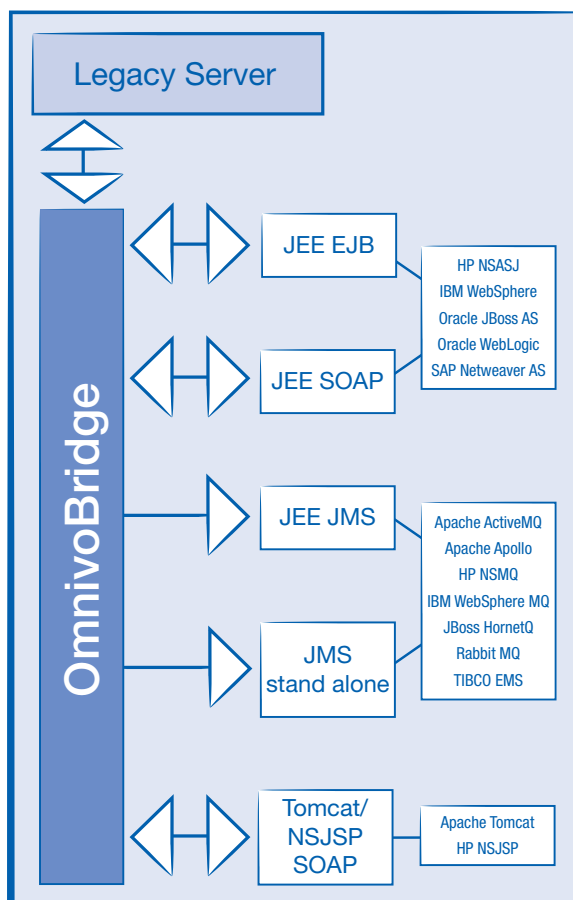 Legacy Server
OmnivoBridge
JEE EJB
HP NSASJ
IBM WebSphere
Oracle JBoss AS
Oracle WebLogic
SAP Netweaver AS
JEE SOAP
JEE JMS
Apache ActiveMQ
Apache Apollo
HP NSMQ
IBM WebSphere MQ
JBoss HornetQ
Rabbit MQ
TIBCO EMS
JMS
stand alone
Tomcat/
NSJSP
SOAP
Apache Tomcat
HP NSJSP